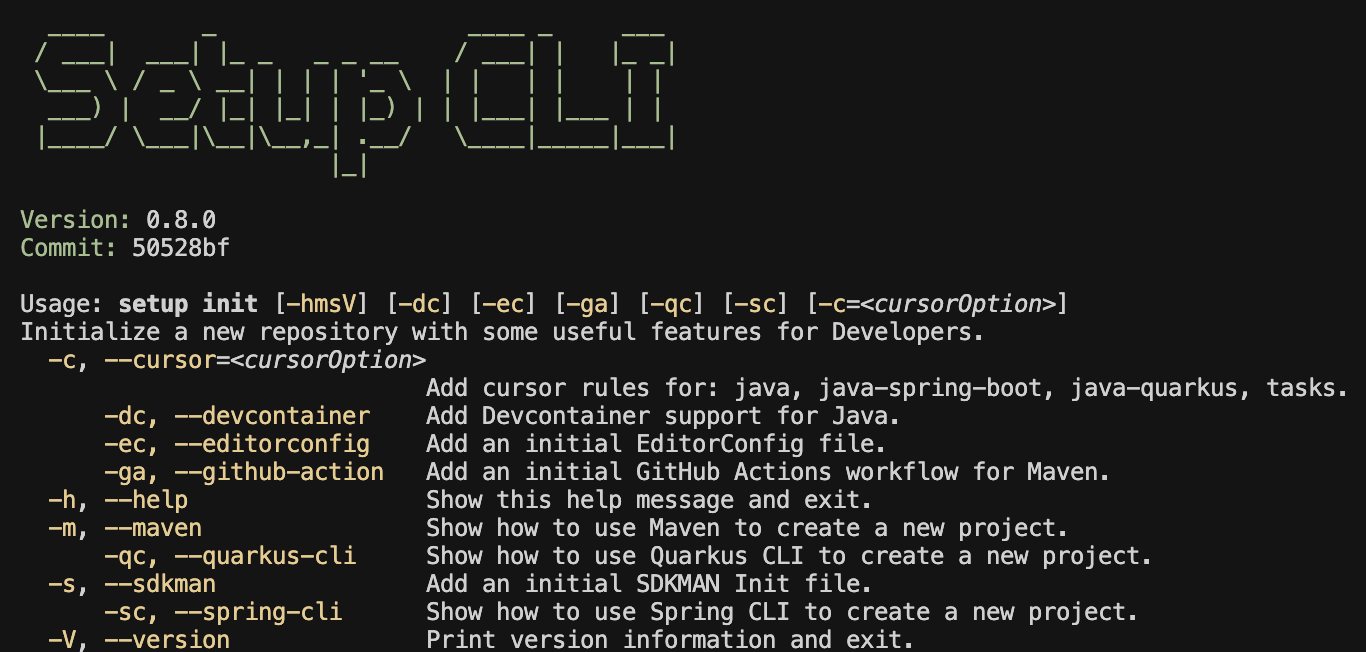 Setup CLI
Version: 0.8.0
Commit: 50528bf
Usage: setup init [-hmsV] [-dc] [-ec] [-ga] [-qc] [-sc] [-c=<cursorOption>]
Initialize a new repository with some useful features for Developers.
-c, --cursor=<cursorOption>
Add cursor rules for: java, java-spring-boot, java-quarkus, tasks.
-dc, --devcontainer Add Devcontainer support for Java.
-ec, --editorconfig Add an initial EditorConfig file.
-ga, --github-action Add an initial GitHub Actions workflow for Maven.
-h, --help Show this help message and exit.
-m, --maven Show how to use Maven to create a new project.
-qc, --quarkus-cli Show how to use Quarkus CLI to create a new project.
-s, --sdkman Add an initial SDKMAN Init file.
-sc, --spring-cli Show how to use Spring CLI to create a new project.
-V, --version Print version information and exit.